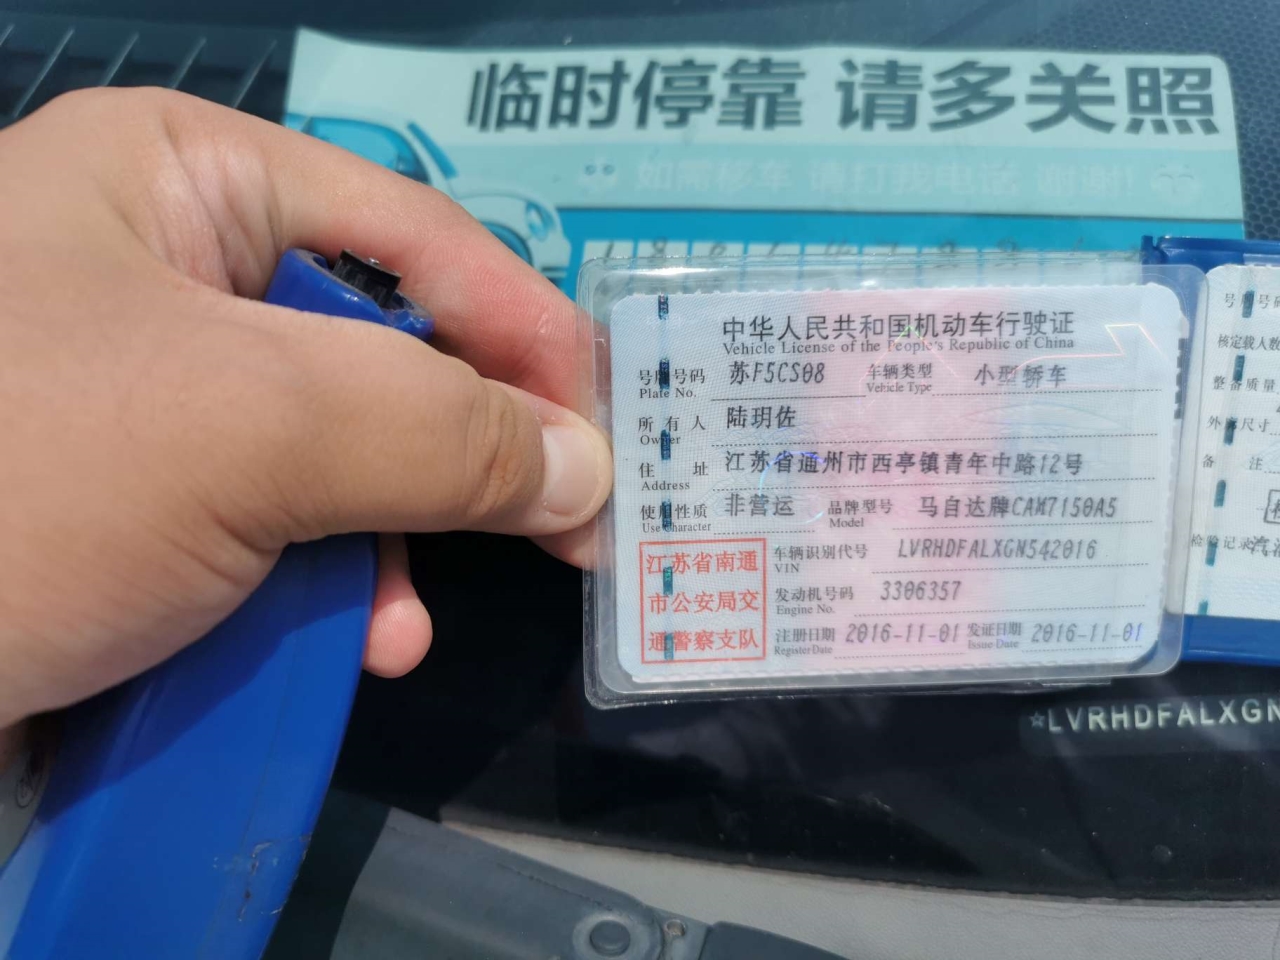 临时停靠 请多关照
如需移车 请打我电话 谢谢!
中华人民共和国机动车行驶证
Vehicle License of the People's Republic of China
号牌号码 苏F5CS08 车辆类型 小型轿车
Plate No. Vehicle Type
所有人 陆玥佐
Owner
住址 江苏省通州市西亭镇青年中路12号
Address
使用性质 非营运 品牌型号 马自达牌CAM7150A5
Use Character Model
江苏省南通
市公安局交
通警察支队
车辆识别代号 LVRHDFALXGN542016
VIN
发动机号码 3306357
Engine No.
注册日期 2016-11-01 发证日期 2016-11-01
Register Date Issue Date
号牌号码
核定载人数
整备质量
外廓尺寸
备注
检验记录
☆LVRHDFALXGN